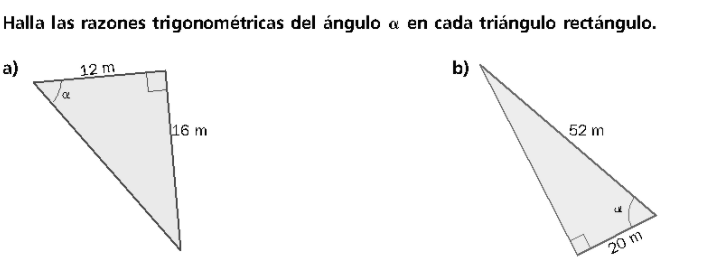 Halla las razones trigonométricas del ángulo α en cada triángulo rectángulo.
a)
12 m
α
16 m
b)
52 m
α
20 m